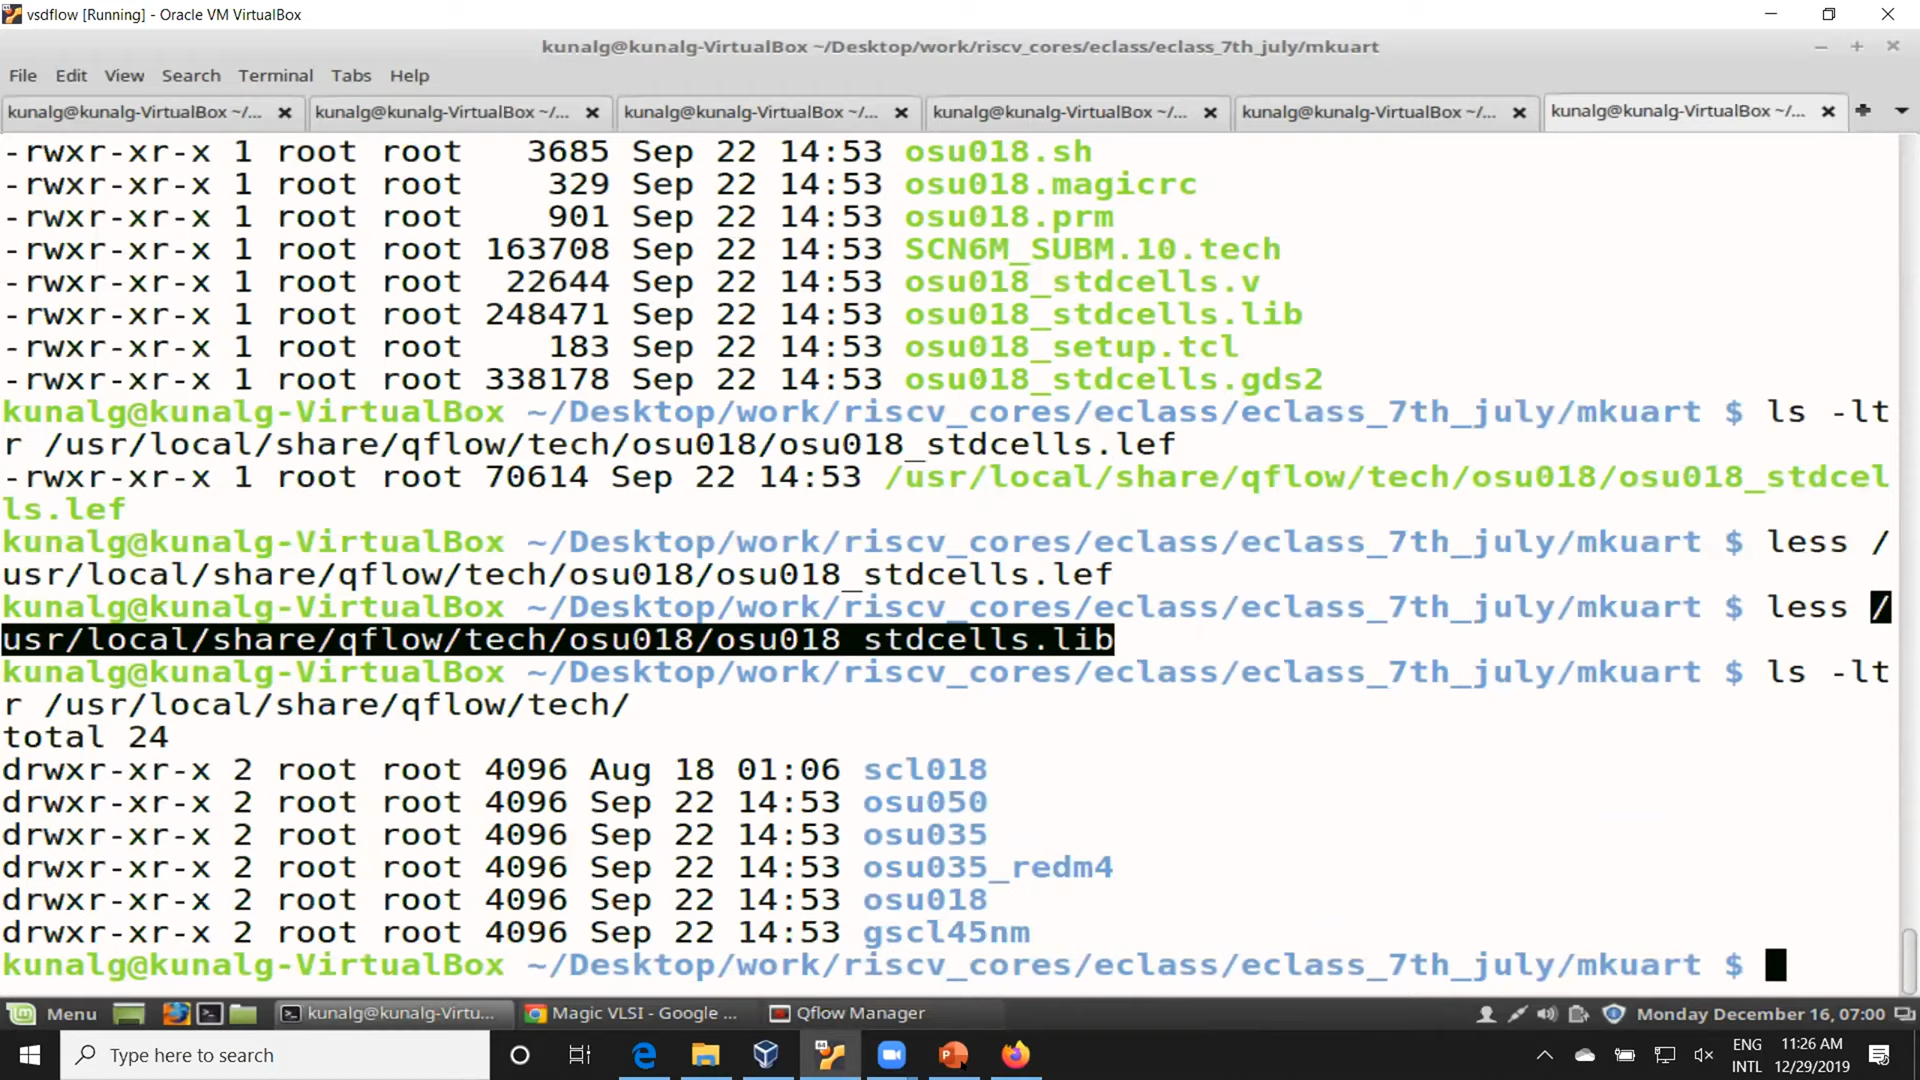 vsdflow [Running] - Oracle VM VirtualBox
kunalg@kunalg-VirtualBox ~/Desktop/work/riscv_cores/eclass/eclass_7th_july/mkuart
File Edit View Search Terminal Tabs Help
kunalg@kunalg-VirtualBox ~/... kunalg@kunalg-VirtualBox ~/... kunalg@kunalg-VirtualBox ~/... kunalg@kunalg-VirtualBox ~/... kunalg@kunalg-VirtualBox ~/... kunalg@kunalg-VirtualBox ~/...
-rwxr-xr-x 1 root root   3685 Sep 22 14:53 osu018.sh
-rwxr-xr-x 1 root root    329 Sep 22 14:53 osu018.magicrc
-rwxr-xr-x 1 root root    901 Sep 22 14:53 osu018.prm
-rwxr-xr-x 1 root root 163708 Sep 22 14:53 SCN6M_SUBM.10.tech
-rwxr-xr-x 1 root root  22644 Sep 22 14:53 osu018_stdcells.v
-rwxr-xr-x 1 root root 248471 Sep 22 14:53 osu018_stdcells.lib
-rwxr-xr-x 1 root root    183 Sep 22 14:53 osu018_setup.tcl
-rwxr-xr-x 1 root root 338178 Sep 22 14:53 osu018_stdcells.gds2
kunalg@kunalg-VirtualBox ~/Desktop/work/riscv_cores/eclass/eclass_7th_july/mkuart $ ls -lt
r /usr/local/share/qflow/tech/osu018/osu018_stdcells.lef
-rwxr-xr-x 1 root root 70614 Sep 22 14:53 /usr/local/share/qflow/tech/osu018/osu018_stdcel
ls.lef
kunalg@kunalg-VirtualBox ~/Desktop/work/riscv_cores/eclass/eclass_7th_july/mkuart $ less /
usr/local/share/qflow/tech/osu018/osu018_stdcells.lef
kunalg@kunalg-VirtualBox ~/Desktop/work/riscv_cores/eclass/eclass_7th_july/mkuart $ less /
usr/local/share/qflow/tech/osu018/osu018_stdcells.lib
kunalg@kunalg-VirtualBox ~/Desktop/work/riscv_cores/eclass/eclass_7th_july/mkuart $ ls -lt
r /usr/local/share/qflow/tech/
total 24
drwxr-xr-x 2 root root 4096 Aug 18 01:06 scl018
drwxr-xr-x 2 root root 4096 Sep 22 14:53 osu050
drwxr-xr-x 2 root root 4096 Sep 22 14:53 osu035
drwxr-xr-x 2 root root 4096 Sep 22 14:53 osu035_redm4
drwxr-xr-x 2 root root 4096 Sep 22 14:53 osu018
drwxr-xr-x 2 root root 4096 Sep 22 14:53 gscl45nm
kunalg@kunalg-VirtualBox ~/Desktop/work/riscv_cores/eclass/eclass_7th_july/mkuart $
Menu kunalg@kunalg-Virtu... Magic VLSI - Google ... Qflow Manager Monday December 16, 07:00
Type here to search ENG 11:26 AM
INTL 12/29/2019